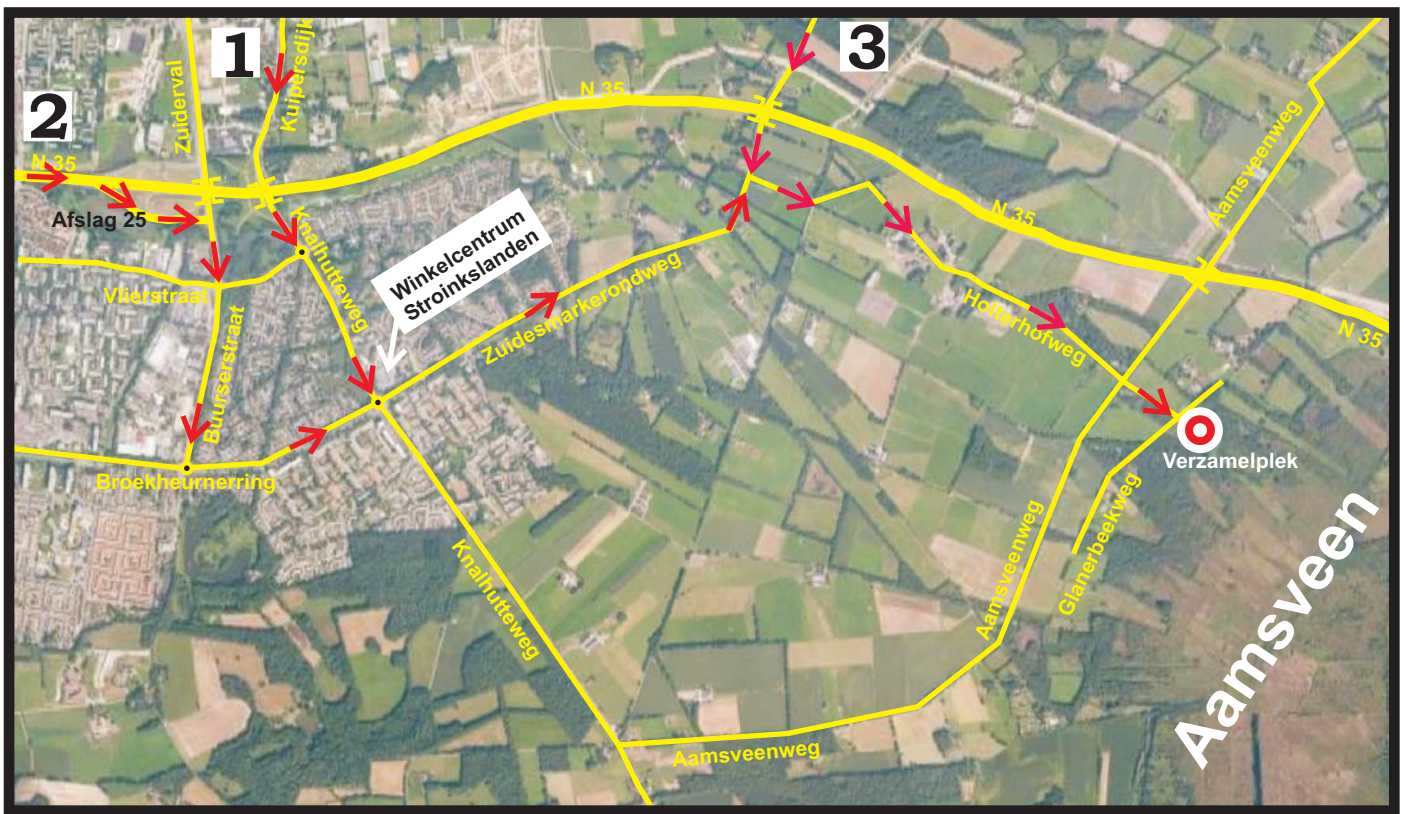 1
Kuipersdijk
3
Zuiderval
N 35
2
N 35
Aamsveenweg
Afslag 25
Winkelcentrum
Stroinkslanden
Knalhutteweg
N 35
Zuidesmarkerondweg
Vlierstraat
Holterhofweg
N 35
Buurserstraat
Verzamelplek
Broekheurnerring
Aamsveenweg
Glanerbeekweg
Knalhutteweg
Aamsveen
Aamsveenweg